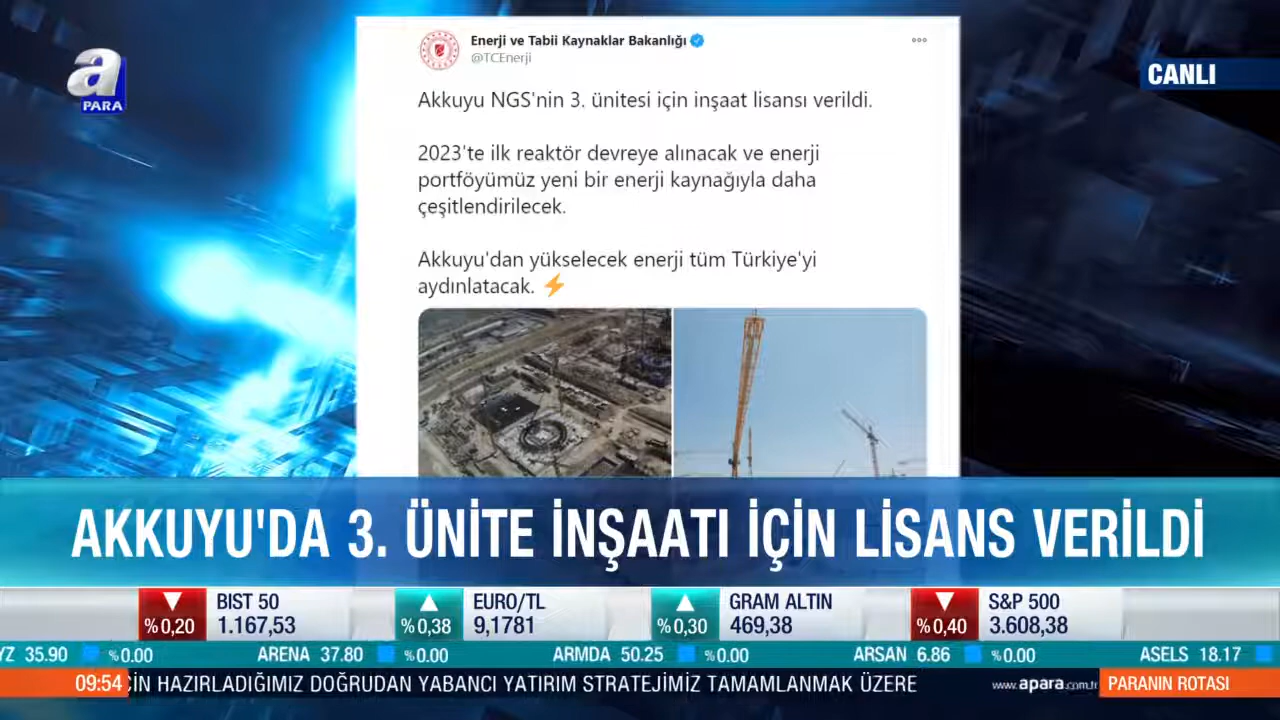 a
PARA
Enerji ve Tabii Kaynaklar Bakanlığı
@TCEnerji
CANLI
Akkuyu NGS'nin 3. ünitesi için inşaat lisansı verildi.
2023'te ilk reaktör devreye alınacak ve enerji
portföyümüz yeni bir enerji kaynağıyla daha
çeşitlendirilecek.
Akkuyu'dan yükselecek enerji tüm Türkiye'yi
aydınlatacak. ⚡
AKKUYU'DA 3. ÜNİTE İNŞAATI İÇİN LİSANS VERİLDİ
▼ %0,20 BIST 50 1.167,53 ▲ %0,38 EURO/TL 9,1781 ▲ %0,30 GRAM ALTIN 469,38 ▼ %0,40 S&P 500 3.608,38
YZ 35.90 %0.00 ARENA 37.80 %0.00 ARMDA 50.25 %0.00 ARSAN 6.86 %0.00 ASELS 18.17
09:54 ÇİN HAZIRLADIĞIMIZ DOĞRUDAN YABANCI YATIRIM STRATEJİMİZ TAMAMLANMAK ÜZERE www.apara.com.tr PARANIN ROTASI